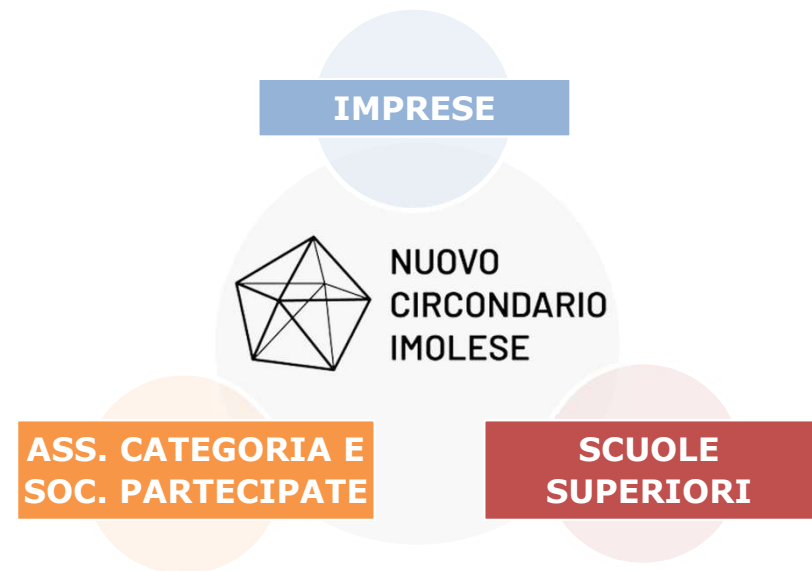 IMPRESE
NUOVO
CIRCONDARIO
IMOLESE
ASS. CATEGORIA E
SOC. PARTECIPATE
SCUOLE
SUPERIORI